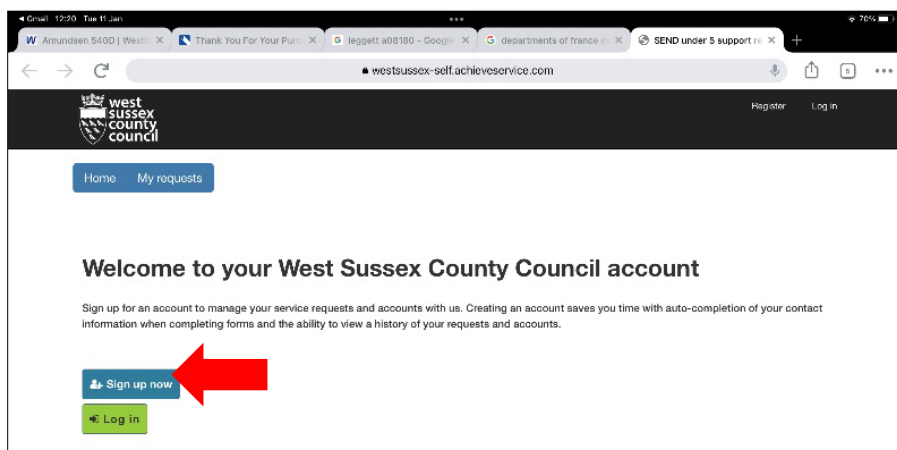 Gmail 12:20 Tue 11 Jan
70%
W Amundsen 540D | West
Thank You For Your Purc
G leggett a08180 - Google
G departments of france m
SEND under 5 support re
westsussex-self.achieveservice.com
5
west
sussex
county
council
Register Log in
Home My requests
Welcome to your West Sussex County Council account
Sign up for an account to manage your service requests and accounts with us. Creating an account saves you time with auto-completion of your contact
information when completing forms and the ability to view a history of your requests and accounts.
Sign up now
Log in